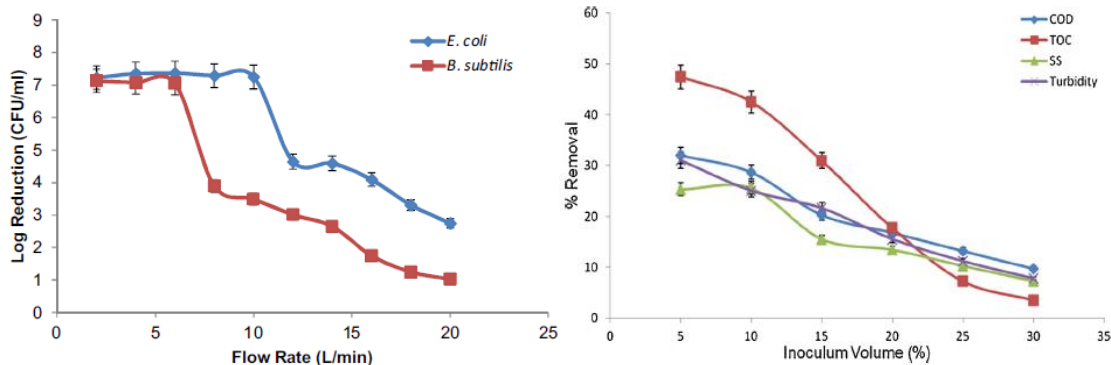 Log Reduction (CFU/ml)
9
8
7
6
5
4
3
2
1
0
0 5 10 15 20 25
Flow Rate (L/min)
E. coli
B. subtilis
% Removal
60
50
40
30
20
10
0
0 5 10 15 20 25 30 35
Inoculum Volume (%)
COD
TOC
SS
Turbidity